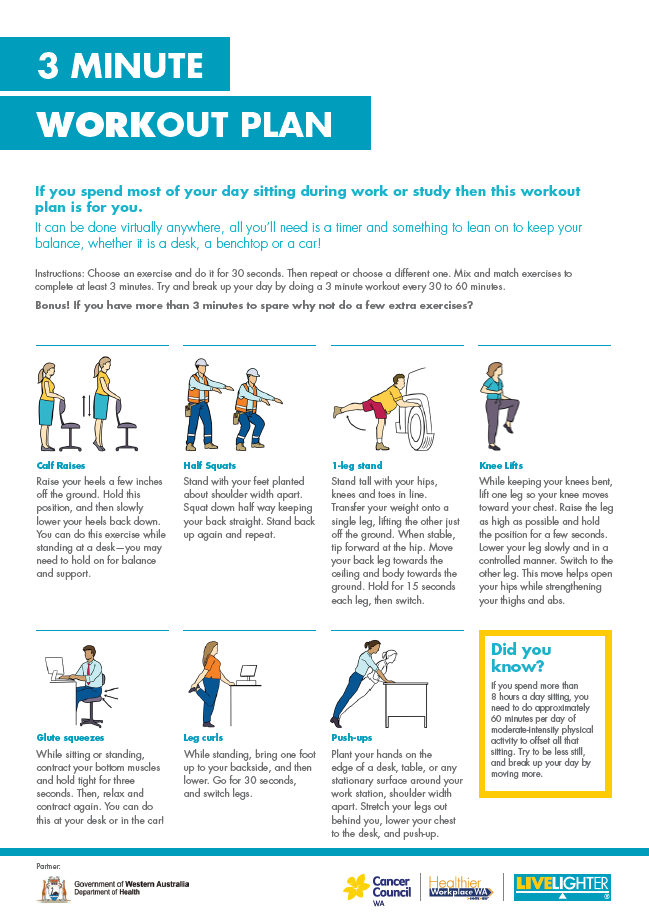 3 MINUTE
WORKOUT PLAN
If you spend most of your day sitting during work or study then this workout
plan is for you.
It can be done virtually anywhere, all you'll need is a timer and something to lean on to keep your
balance, whether it is a desk, a benchtop or a car!
Instructions: Choose an exercise and do it for 30 seconds. Then repeat or choose a different one. Mix and match exercises to
complete at least 3 minutes. Try and break up your day by doing a 3 minute workout every 30 to 60 minutes.
Bonus! If you have more than 3 minutes to spare why not do a few extra exercises?
Calf Raises
Raise your heels a few inches
off the ground. Hold this
position, and then slowly
lower your heels back down.
You can do this exercise while
standing at a desk—you may
need to hold on for balance
and support.
Half Squats
Stand with your feet planted
about shoulder width apart.
Squat down half way keeping
your back straight. Stand back
up again and repeat.
1-leg stand
Stand tall with your hips,
knees and toes in line.
Transfer your weight onto a
single leg, lifting the other just
off the ground. When stable,
tip forward at the hip. Move
your back leg towards the
ceiling and body towards the
ground. Hold for 15 seconds
each leg, then switch.
Knee Lifts
While keeping your knees bent,
lift one leg so your knee moves
toward your chest. Raise the leg
as high as possible and hold
the position for a few seconds.
Lower your leg slowly and in a
controlled manner. Switch to the
other leg. This move helps open
your hips while strengthening
your thighs and abs.
Glute squeezes
While sitting or standing,
contract your bottom muscles
and hold tight for three
seconds. Then, relax and
contract again. You can do
this at your desk or in the car!
Leg curls
While standing, bring one foot
up to your backside, and then
lower. Go for 30 seconds,
and switch legs.
Push-ups
Plant your hands on the
edge of a desk, table, or any
stationary surface around your
work station, shoulder width
apart. Stretch your legs out
behind you, lower your chest
to the desk, and push-up.
Did you
know?
If you spend more than
8 hours a day sitting, you
need to do approximately
60 minutes per day of
moderate-intensity physical
activity to offset all that
sitting. Try to be less still,
and break up your day by
moving more.
Partner:
Government of Western Australia
Department of Health
Cancer
Council
WA
Healthier
Workplace WA
LIVELIGHTER
®